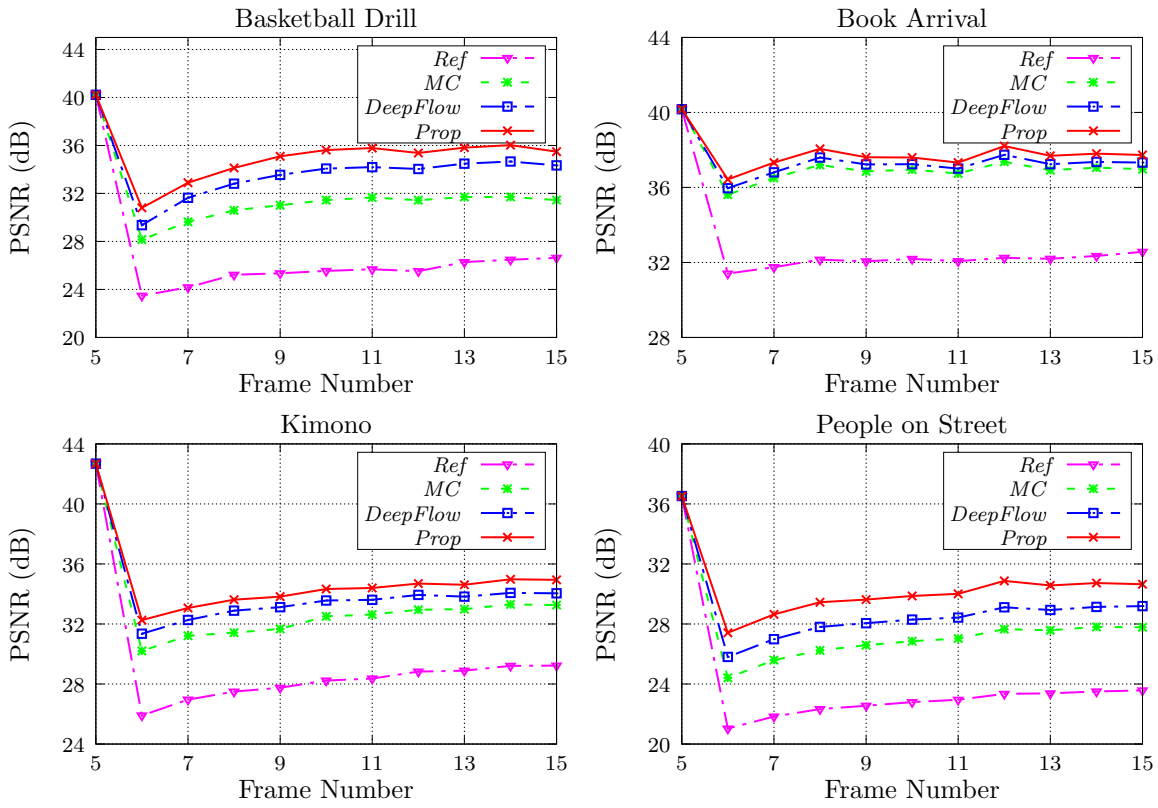 Basketball Drill
PSNR (dB)
44
40
36
32
28
24
20
5 7 9 11 13 15
Frame Number
Ref
MC
DeepFlow
Prop
Book Arrival
PSNR (dB)
44
40
36
32
28
5 7 9 11 13 15
Frame Number
Ref
MC
DeepFlow
Prop
Kimono
PSNR (dB)
44
40
36
32
28
24
5 7 9 11 13 15
Frame Number
Ref
MC
DeepFlow
Prop
People on Street
PSNR (dB)
40
36
32
28
24
20
5 7 9 11 13 15
Frame Number
Ref
MC
DeepFlow
Prop